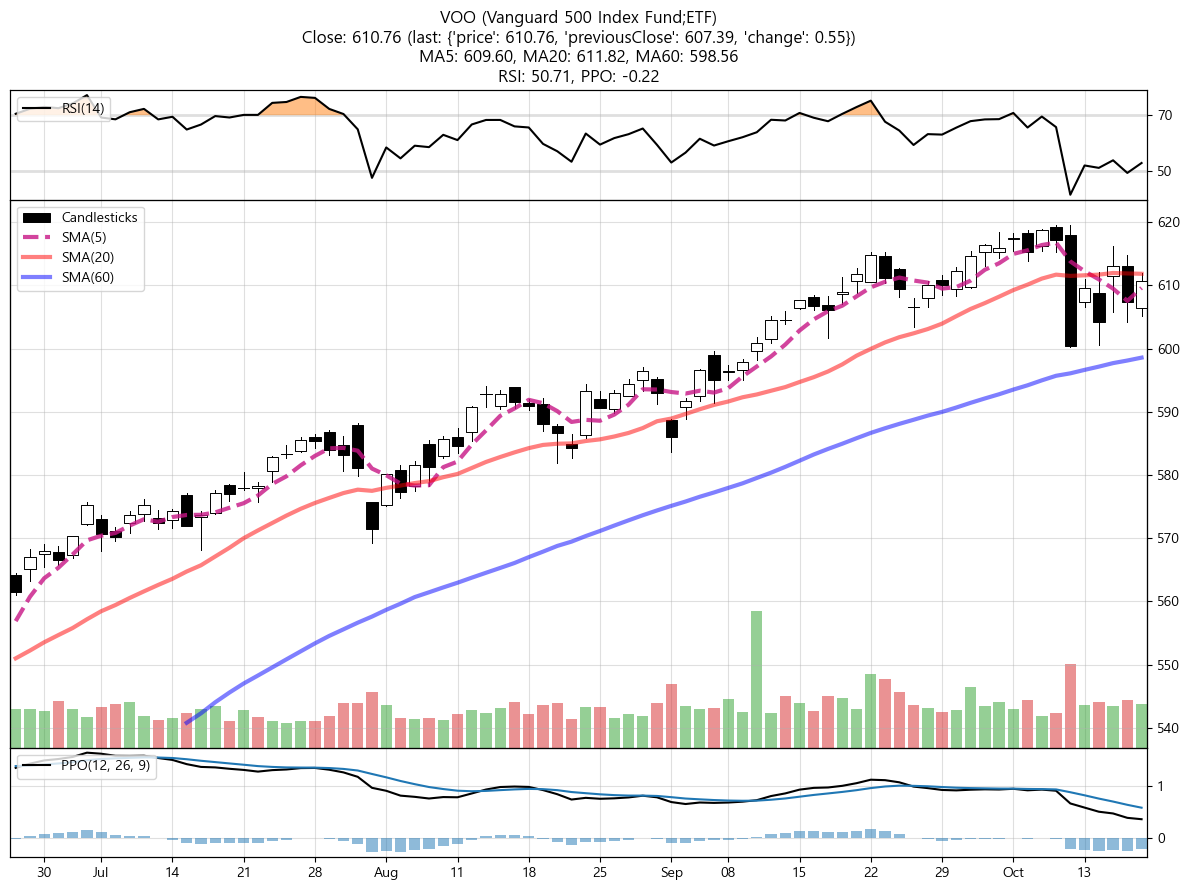 VOO (Vanguard 500 Index Fund;ETF)
Close: 610.76 (last: {'price': 610.76, 'previousClose': 607.39, 'change': 0.55})
MA5: 609.60, MA20: 611.82, MA60: 598.56
RSI: 50.71, PPO: -0.22
RSI(14)
70
50
Candlesticks
SMA(5)
SMA(20)
SMA(60)
620
610
600
590
580
570
560
550
540
PPO(12, 26, 9)
1
0
30 Jul 14 21 28 Aug 11 18 25 Sep 08 15 22 29 Oct 13